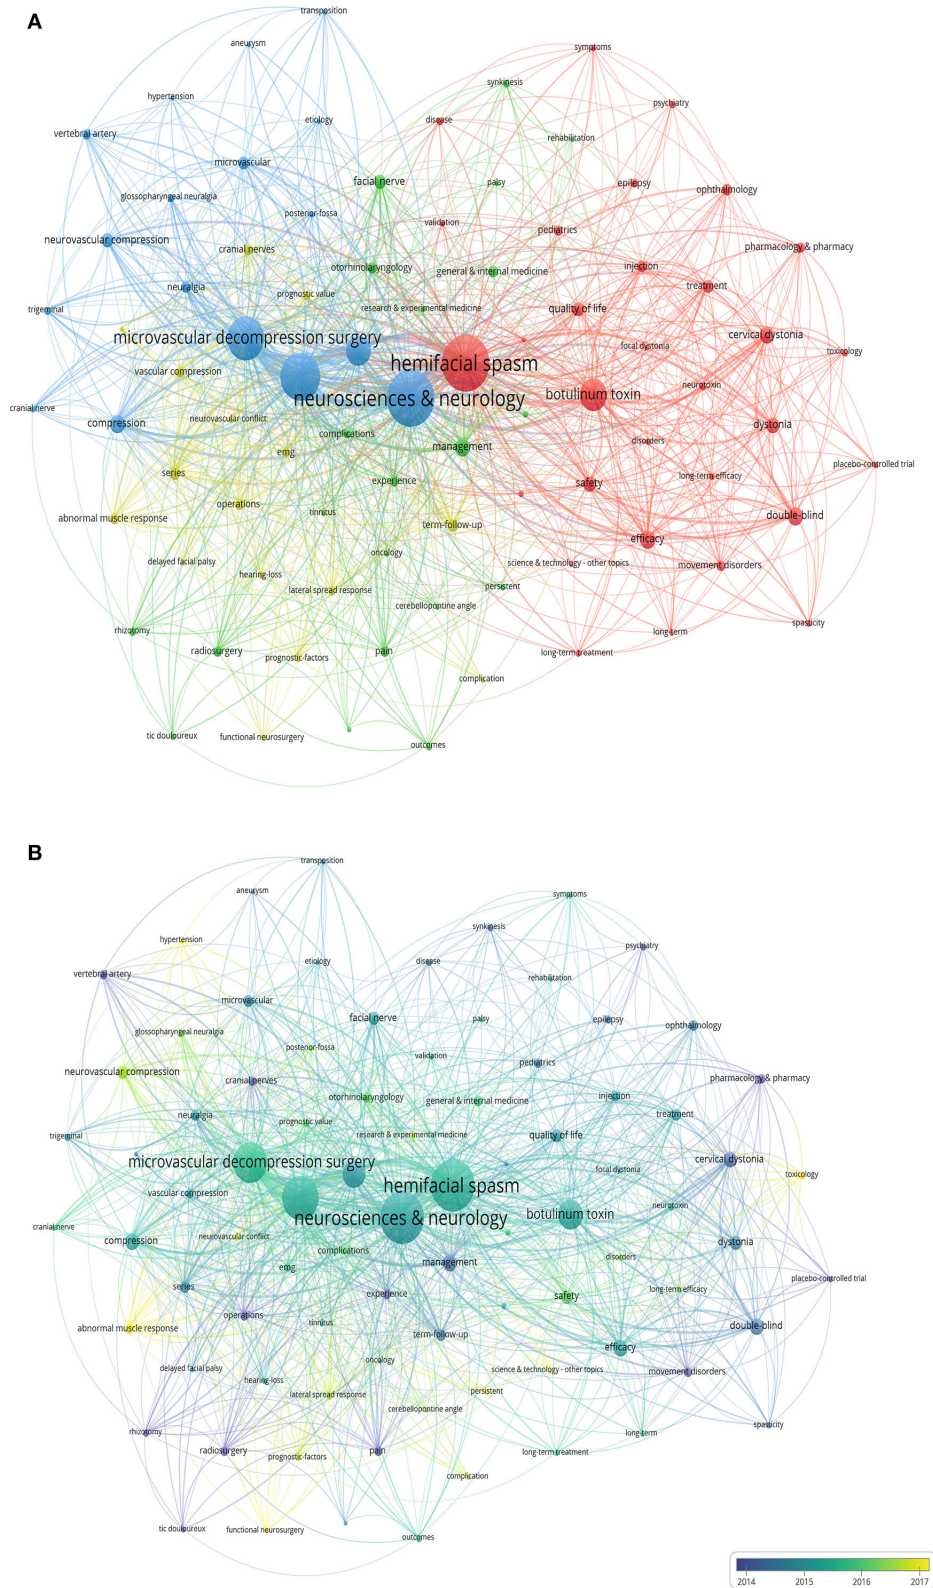 A
transposition
aneurysm
symptoms
synkinesis
hypertension
psychiatry
etiology
disease
vertebral artery
rehabilitation
microvascular
facial nerve
palsy
epilepsy
ophthalmology
glossopharyngeal neuralgia
posterior-fossa
validation
pediatrics
neurovascular compression
cranial nerves
pharmacology & pharmacy
otorhinolaryngology
general & internal medicine
injection
neuralgia
treatment
prognostic value
trigeminal
research & experimental medicine
quality of life
microvascular decompression surgery
cervical dystonia
focal dystonia
toxicology
hemifacial spasm
vascular compression
neurotoxin
neurosciences & neurology
botulinum toxin
cranial nerve
neurovascular conflict
compression
dystonia
complications
management
disorders
emg
placebo-controlled trial
series
experience
safety
long-term efficacy
operations
tinnitus
abnormal muscle response
term-follow-up
double-blind
efficacy
oncology
delayed facial palsy
science & technology - other topics
movement disorders
hearing-loss
lateral spread response
persistent
cerebellopontine angle
rhizotomy
spasticity
long-term
radiosurgery
prognostic-factors
pain
long-term treatment
complication
tic douloureux
functional neurosurgery
outcomes
B
transposition
aneurysm
symptoms
synkinesis
hypertension
psychiatry
etiology
disease
vertebral artery
rehabilitation
microvascular
facial nerve
palsy
epilepsy
ophthalmology
glossopharyngeal neuralgia
posterior-fossa
validation
pediatrics
neurovascular compression
cranial nerves
pharmacology & pharmacy
otorhinolaryngology
general & internal medicine
injection
neuralgia
treatment
prognostic value
trigeminal
research & experimental medicine
quality of life
microvascular decompression surgery
cervical dystonia
focal dystonia
toxicology
hemifacial spasm
vascular compression
neurotoxin
neurosciences & neurology
botulinum toxin
cranial nerve
neurovascular conflict
compression
dystonia
complications
management
disorders
emg
placebo-controlled trial
series
experience
safety
long-term efficacy
operations
tinnitus
abnormal muscle response
term-follow-up
double-blind
efficacy
oncology
delayed facial palsy
science & technology - other topics
movement disorders
hearing-loss
lateral spread response
persistent
cerebellopontine angle
rhizotomy
spasticity
long-term
radiosurgery
prognostic-factors
pain
long-term treatment
complication
tic douloureux
functional neurosurgery
outcomes
2014 2015 2016 2017